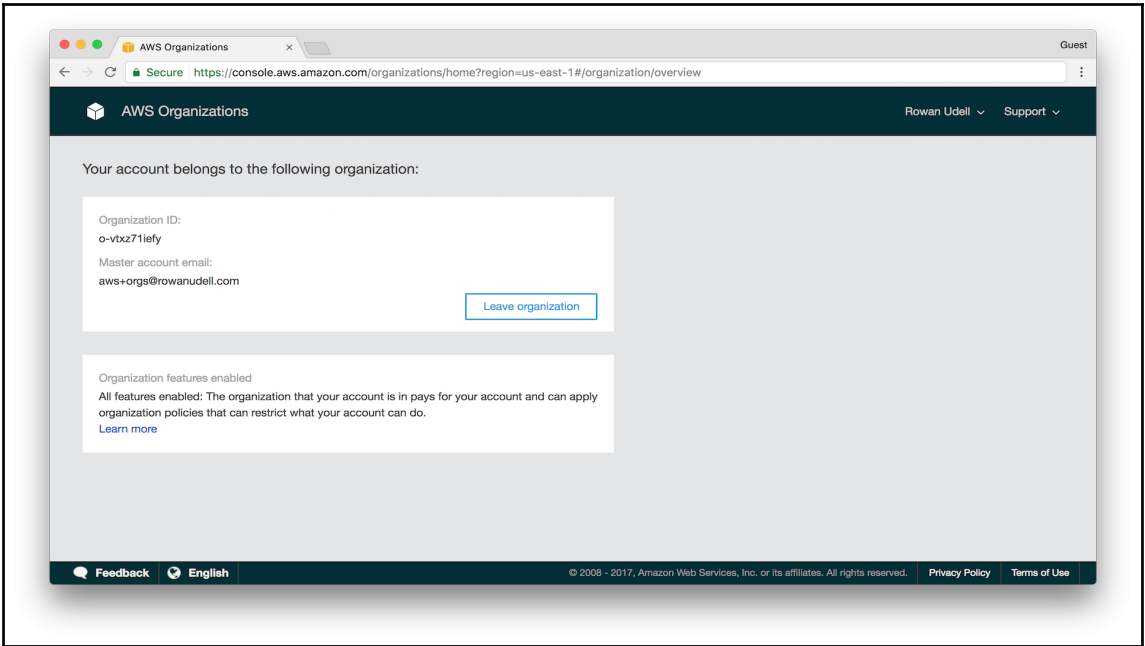 AWS Organizations
Guest
Secure https://console.aws.amazon.com/organizations/home?region=us-east-1#/organization/overview
AWS Organizations Rowan Udell Support
Your account belongs to the following organization:
Organization ID:
o-vtxz71iefy
Master account email:
aws+orgs@rowanudell.com
Leave organization
Organization features enabled
All features enabled: The organization that your account is in pays for your account and can apply
organization policies that can restrict what your account can do.
Learn more
Feedback English © 2008 - 2017, Amazon Web Services, Inc. or its affiliates. All rights reserved. Privacy Policy Terms of Use